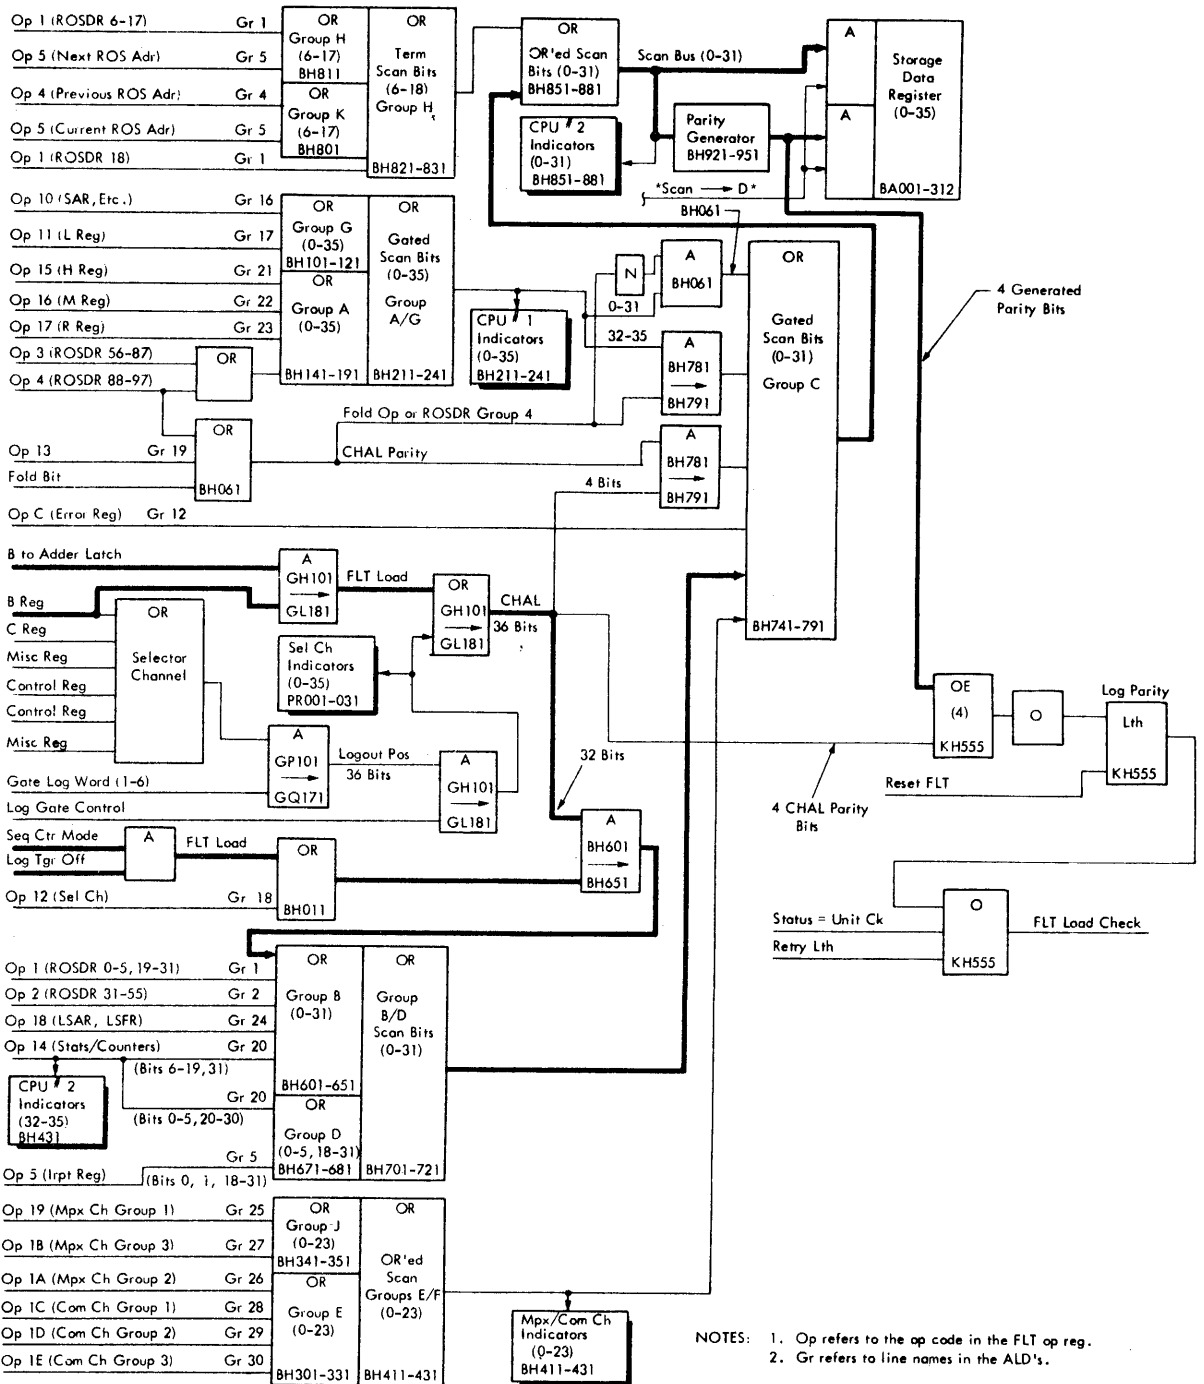 Op 1 (ROSDR 6-17) Gr 1
Op 5 (Next ROS Adr) Gr 5
Op 4 (Previous ROS Adr) Gr 4
Op 5 (Current ROS Adr) Gr 5
Op 1 (ROSDR 18) Gr 1
OR
Group H
(6-17)
BH811
OR
Group K
(6-17)
BH801
OR
Term
Scan Bits
(6-18)
Group H
BH821-831
OR
OR'ed Scan
Bits (0-31)
BH851-881
Scan Bus (0-31)
CPU # 2
Indicators
(0-31)
BH851-881
Parity
Generator
BH921-951
A
A
Storage
Data
Register
(0-35)
BA001-312
*Scan → D*
BH061
Op 10 (SAR, Etc.) Gr 16
Op 11 (L Reg) Gr 17
Op 15 (H Reg) Gr 21
Op 16 (M Reg) Gr 22
Op 17 (R Reg) Gr 23
Op 3 (ROSDR 56-87)
Op 4 (ROSDR 88-97)
OR
OR
Group G
(0-35)
BH101-121
OR
Group A
(0-35)
BH141-191
OR
Gated
Scan Bits
(0-35)
Group
A/G
BH211-241
CPU # 1
Indicators
(0-35)
BH211-241
N
0-31
A
BH061
32-35
A
BH781
→
BH791
A
BH781
→
BH791
OR
Gated
Scan Bits
(0-31)
Group C
BH741-791
4 Generated
Parity Bits
Fold Op or ROSDR Group 4
CHAL Parity
4 Bits
Op 13 Gr 19
Fold Bit
OR
BH061
Op C (Error Reg) Gr 12
B to Adder Latch
A
GH101
→
GL181
FLT Load
OR
GH101
→
GL181
CHAL
36 Bits
B Reg
C Reg
Misc Reg
Control Reg
Control Reg
Misc Reg
OR
Selector
Channel
Sel Ch
Indicators
(0-35)
PR001-031
A
GP101
→
GQ171
Logout Pos
36 Bits
A
GH101
→
GL181
Gate Log Word (1-6)
Log Gate Control
32 Bits
4 CHAL Parity
Bits
OE
(4)
KH555
O
Log Parity
Lth
KH555
Reset FLT
Seq Ctr Mode
Log Tgr Off
A
FLT Load
OR
BH011
Op 12 (Sel Ch) Gr 18
A
BH601
→
BH651
Status = Unit Ck
Retry Lth
O
KH555
FLT Load Check
Op 1 (ROSDR 0-5, 19-31) Gr 1
Op 2 (ROSDR 31-55) Gr 2
Op 18 (LSAR, LSFR) Gr 24
Op 14 (Stats/Counters) Gr 20
(Bits 6-19, 31)
Gr 20
(Bits 0-5, 20-30)
CPU # 2
Indicators
(32-35)
BH431
Gr 5
Op 5 (Irpt Reg)
(Bits 0, 1, 18-31)
OR
Group B
(0-31)
BH601-651
OR
Group D
(0-5, 18-31)
BH671-681
OR
Group
B/D
Scan Bits
(0-31)
BH701-721
Op 19 (Mpx Ch Group 1) Gr 25
Op 1B (Mpx Ch Group 3) Gr 27
Op 1A (Mpx Ch Group 2) Gr 26
Op 1C (Com Ch Group 1) Gr 28
Op 1D (Com Ch Group 2) Gr 29
Op 1E (Com Ch Group 3) Gr 30
OR
Group J
(0-23)
BH341-351
OR
Group E
(0-23)
BH301-331
OR
OR'ed
Scan
Groups E/F
(0-23)
BH411-431
Mpx/Com Ch
Indicators
(0-23)
BH411-431
NOTES: 1. Op refers to the op code in the FLT op reg.
2. Gr refers to line names in the ALD's.